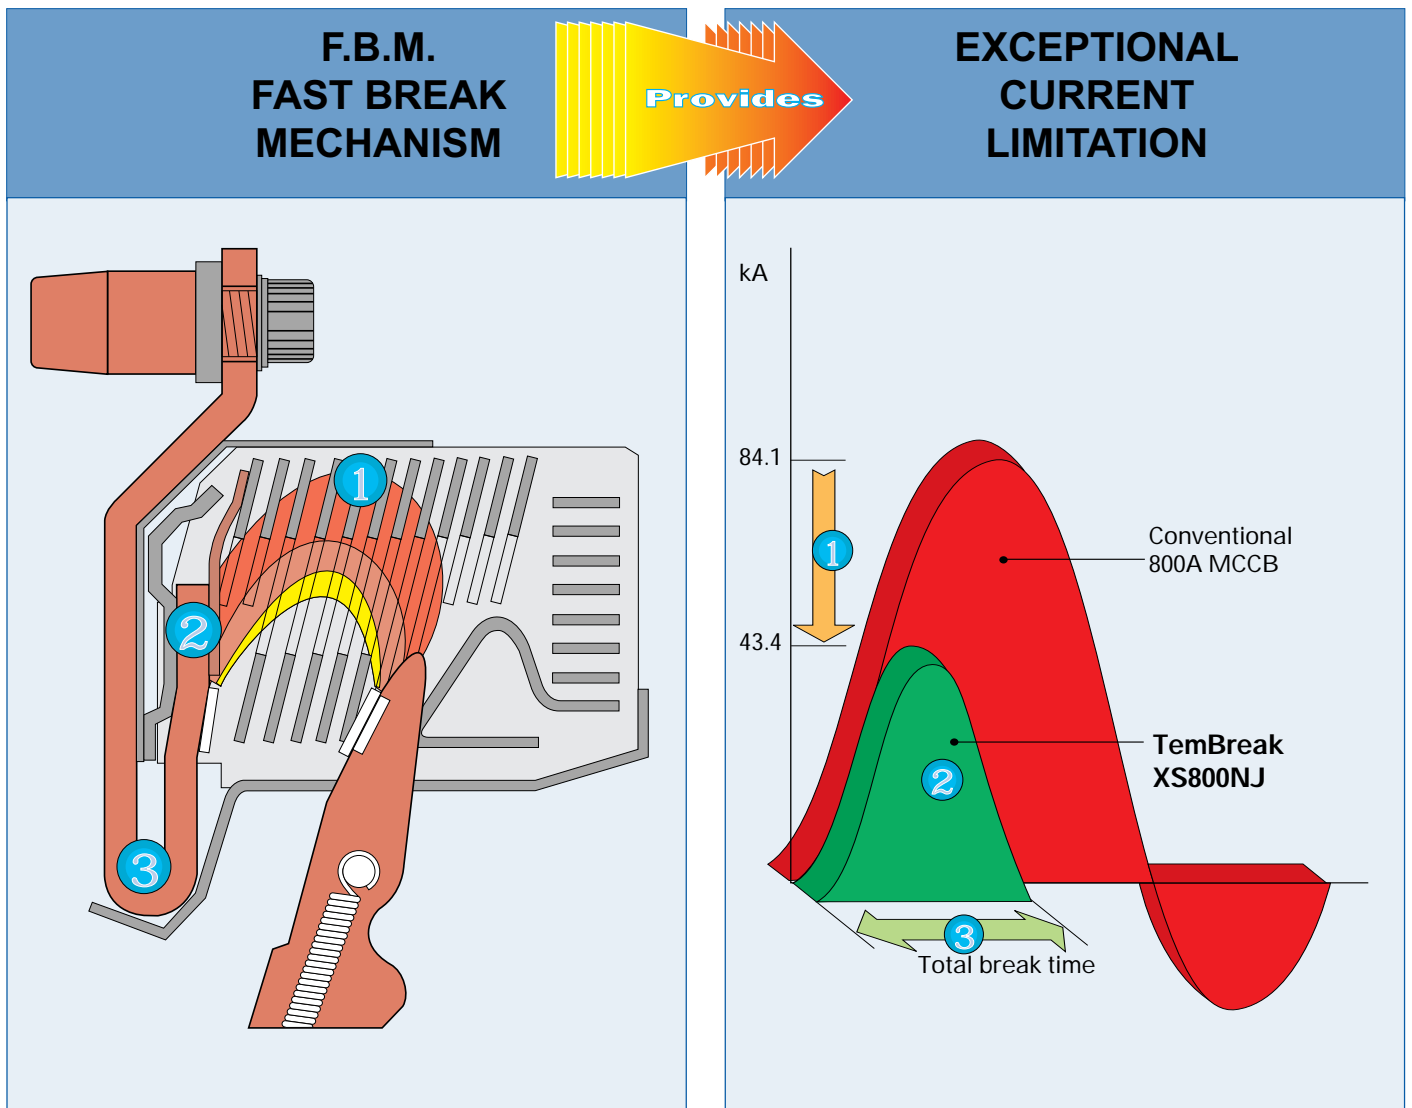 F.B.M.
FAST BREAK
MECHANISM
Provides
EXCEPTIONAL
CURRENT
LIMITATION
1
2
3
kA
84.1
1
43.4
Conventional
800A MCCB
TemBreak
XS800NJ
2
3
Total break time